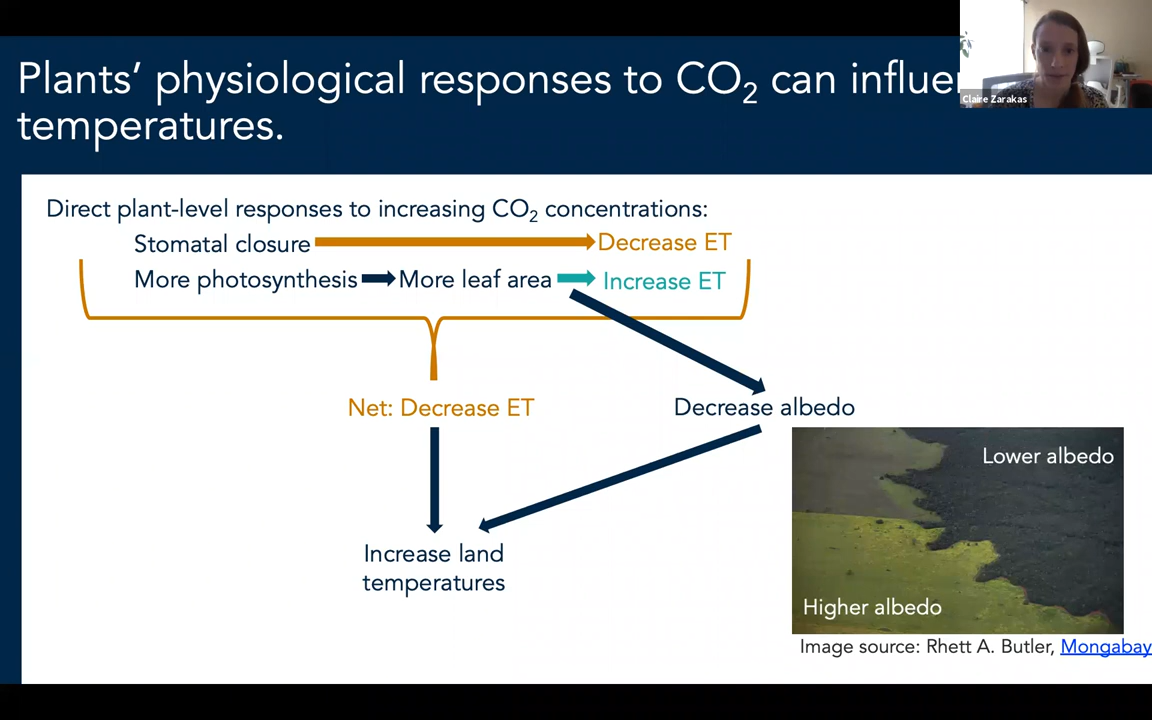 Plants’ physiological responses to CO₂ can influe
temperatures.
Claire Zarakas
Direct plant-level responses to increasing CO₂ concentrations:
Stomatal closure Decrease ET
More photosynthesis More leaf area Increase ET
Net: Decrease ET Decrease albedo
Lower albedo
Increase land
temperatures
Higher albedo
Image source: Rhett A. Butler, Mongabay